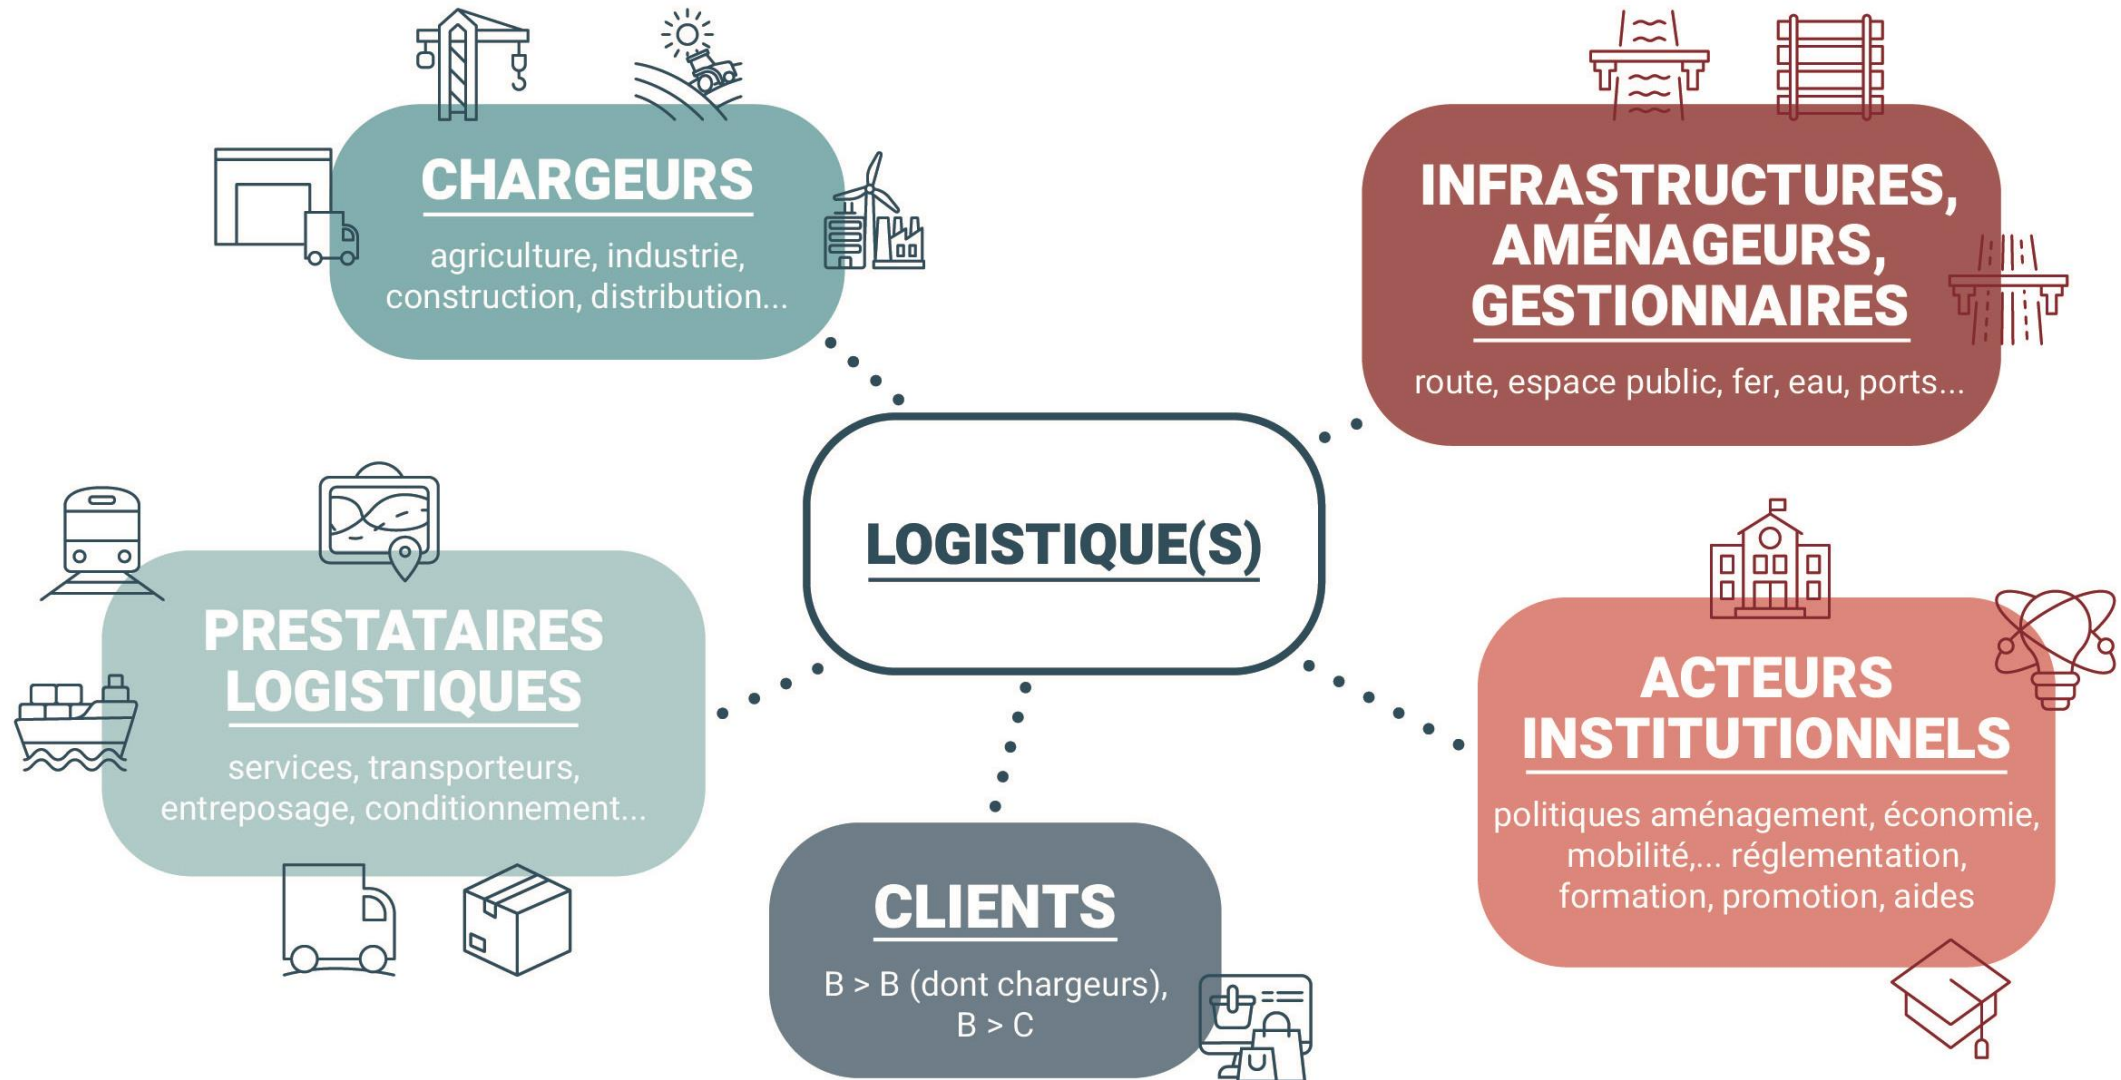 CHARGEURS
agriculture, industrie,
construction, distribution...
INFRASTRUCTURES,
AMÉNAGEURS,
GESTIONNAIRES
route, espace public, fer, eau, ports...
LOGISTIQUE(S)
PRESTATAIRES
LOGISTIQUES
services, transporteurs,
entreposage, conditionnement...
ACTEURS
INSTITUTIONNELS
politiques aménagement, économie,
mobilité,... réglementation,
formation, promotion, aides
CLIENTS
B > B (dont chargeurs),
B > C